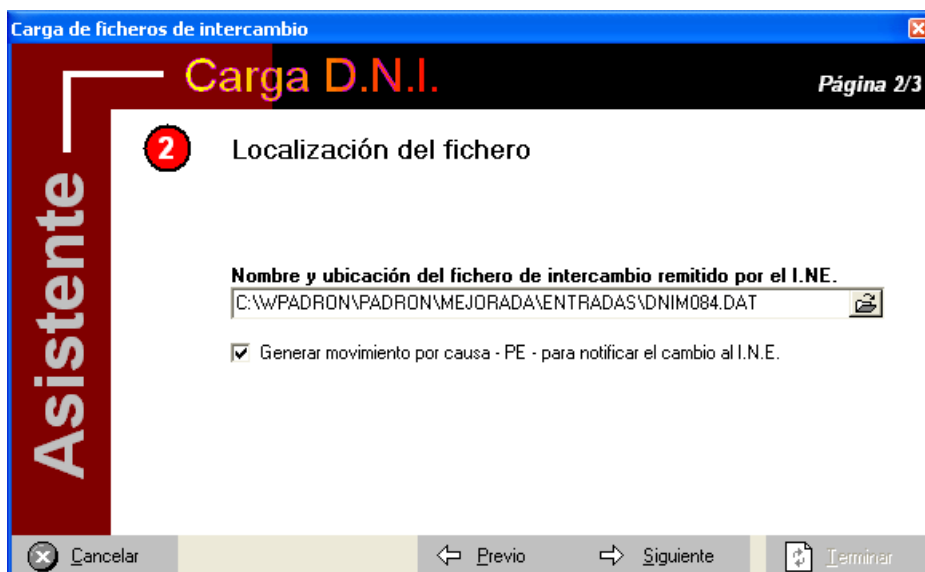 Carga de ficheros de intercambio
Carga D.N.I.
Página 2/3
Asistente
2
Localización del fichero
Nombre y ubicación del fichero de intercambio remitido por el I.NE.
C:\WPADRON\PADRON\MEJORADA\ENTRADAS\DNIM084.DAT
Generar movimiento por causa - PE - para notificar el cambio al I.N.E.
Cancelar
Previo
Siguiente
Terminar